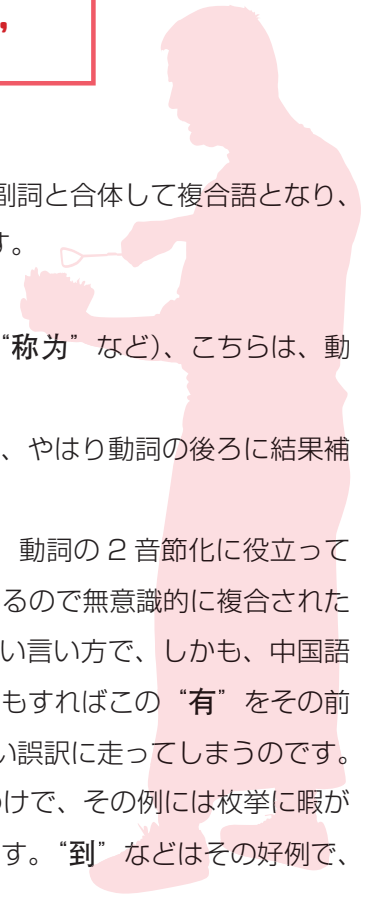 ”
副詞と合体して複合語となり、
す。
“称为”など)、こちらは、動
、やはり動詞の後ろに結果補
動詞の２音節化に役立って
るので無意識的に複合された
い言い方で、しかも、中国語
もすればこの“有”をその前
い誤訳に走ってしまうのです。
つけで、その例には枚挙に暇が
す。“到”などはその好例で、